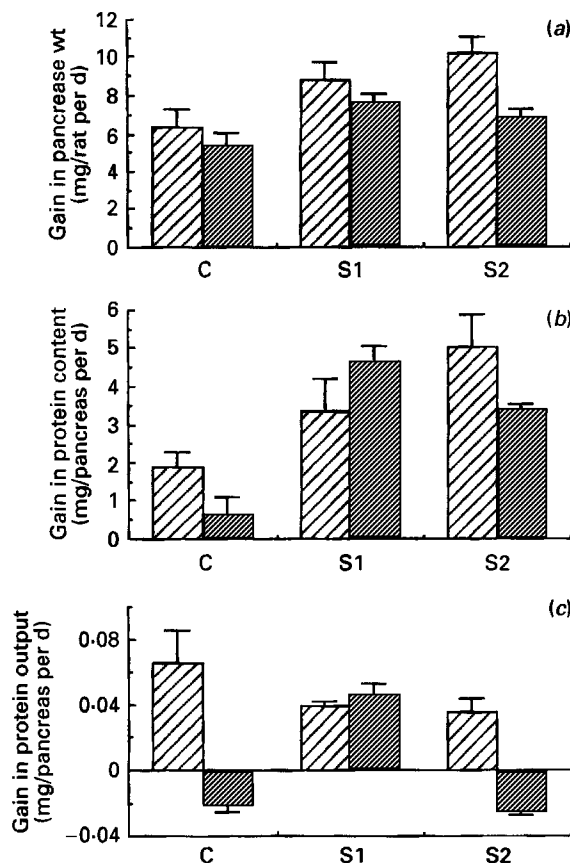 (a)
Gain in pancrease wt
(mg/rat per d)
12
10
8
6
4
2
0
C S1 S2
(b)
Gain in protein content
(mg/pancreas per d)
6
5
4
3
2
1
0
C S1 S2
(c)
Gain in protein output
(mg/pancreas per d)
0·08
0·04
0
−0·04
C S1 S2